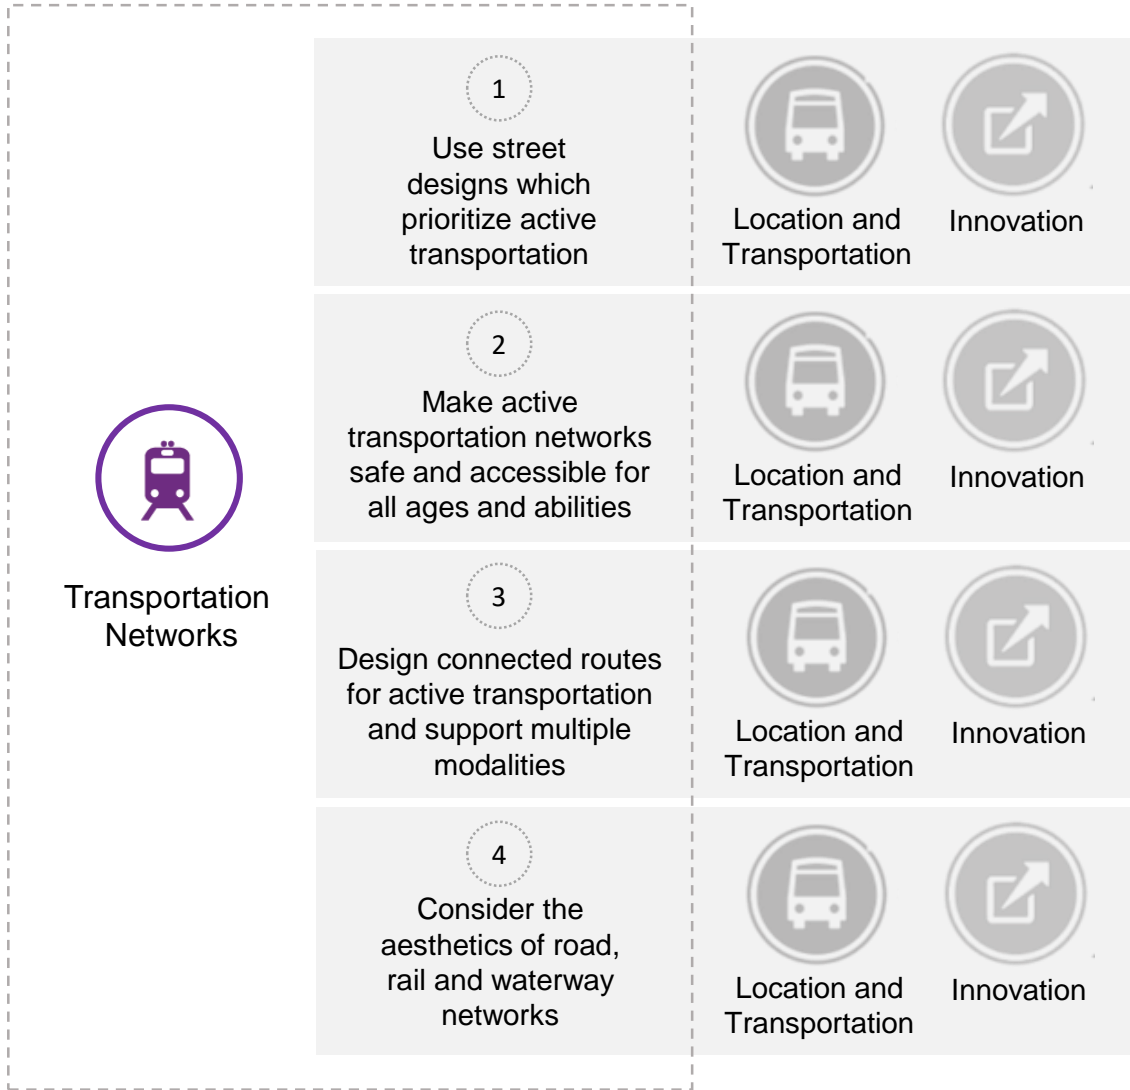 1
Use street
designs which
prioritize active
transportation
Location and
Transportation
Innovation
2
Make active
transportation networks
safe and accessible for
all ages and abilities
Location and
Transportation
Innovation
Transportation
Networks
3
Design connected routes
for active transportation
and support multiple
modalities
Location and
Transportation
Innovation
4
Consider the
aesthetics of road,
rail and waterway
networks
Location and
Transportation
Innovation